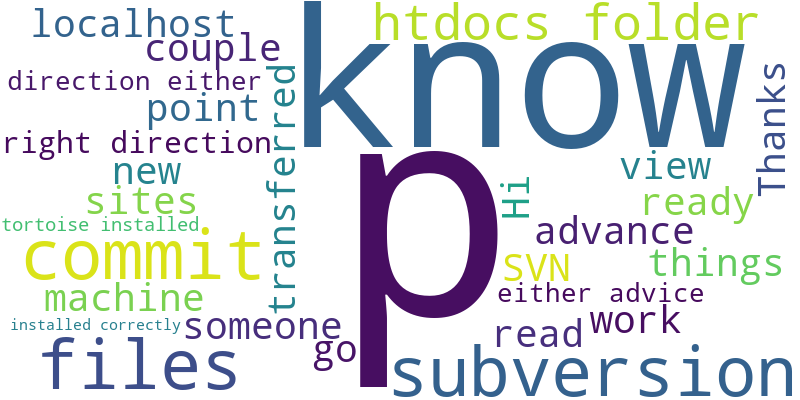 localhost
htdocs folder
couple
know
direction either
point
right direction
transferred
Thanks
new
view
p
Hi
sites
ready
tortoise installed
advance
commit
SVN
things
machine
either advice
installed correctly
someone
work
go
read
files
subversion